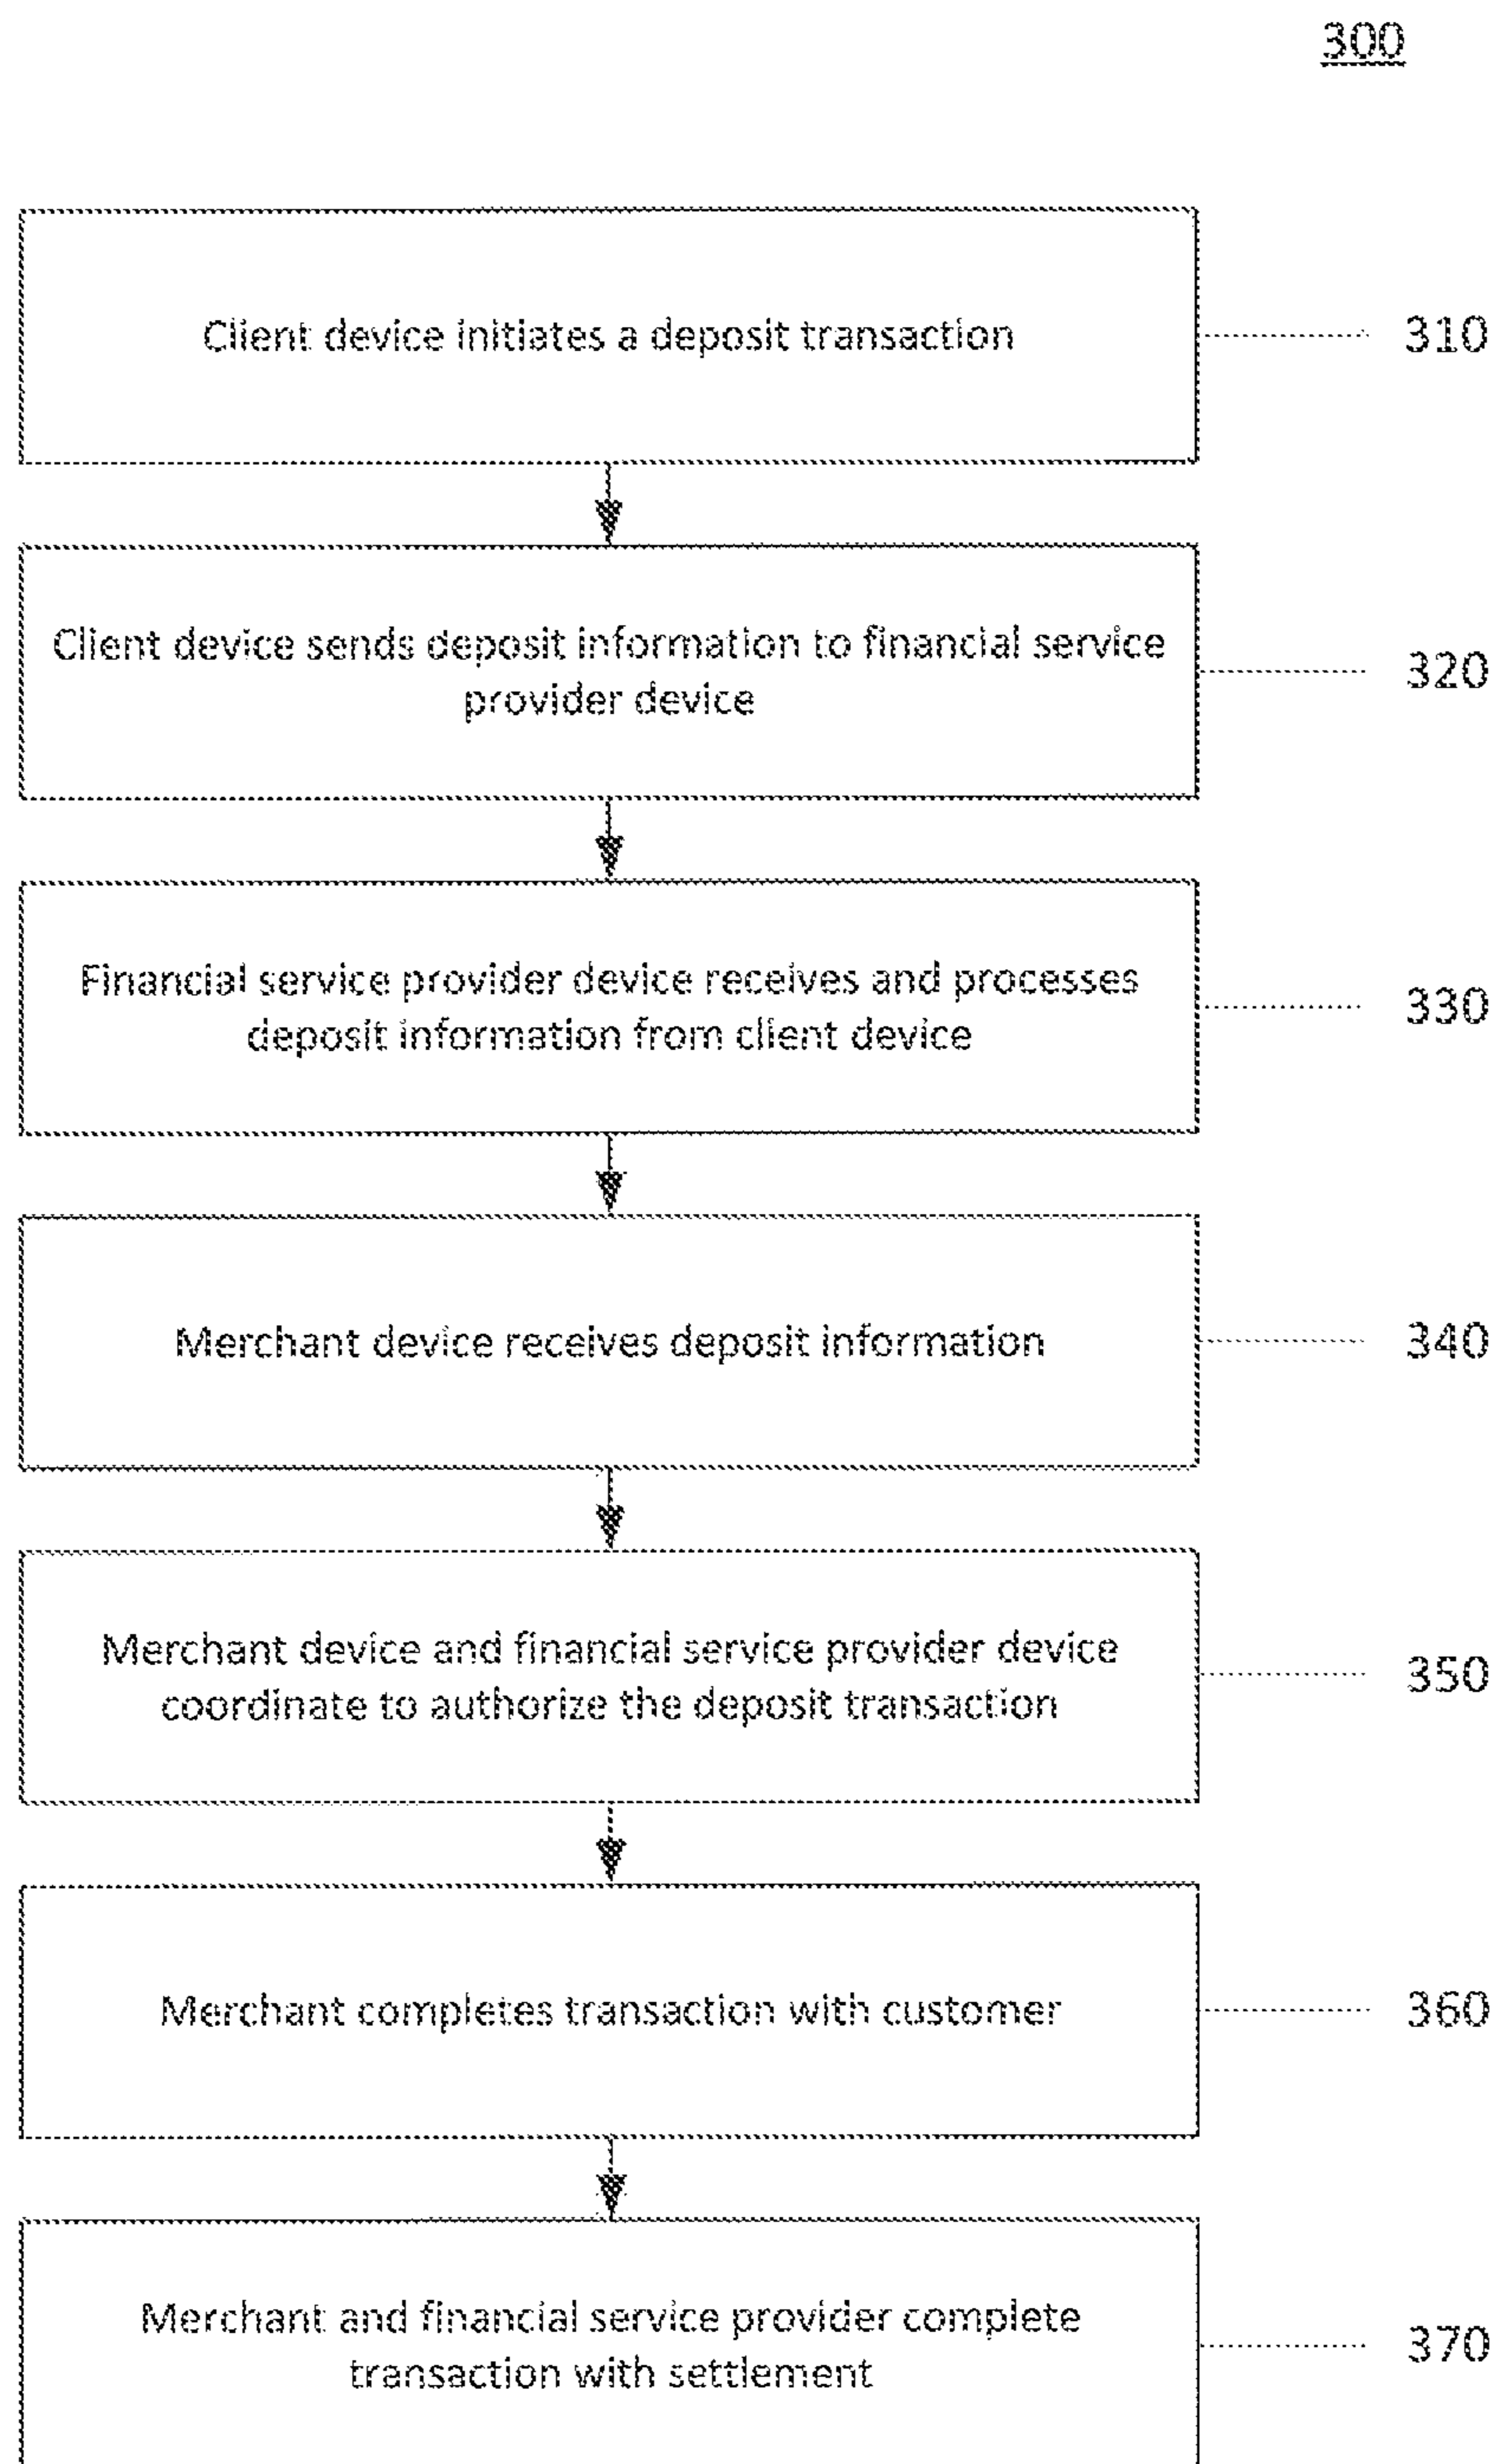 300
Client device initiates a deposit transaction
310
Client device sends deposit information to financial service
provider device
320
Financial service provider device receives and processes
deposit information from client device
330
Merchant device receives deposit information
340
Merchant device and financial service provider device
coordinate to authorize the deposit transaction
350
Merchant completes transaction with customer
360
Merchant and financial service provider complete
transaction with settlement
370